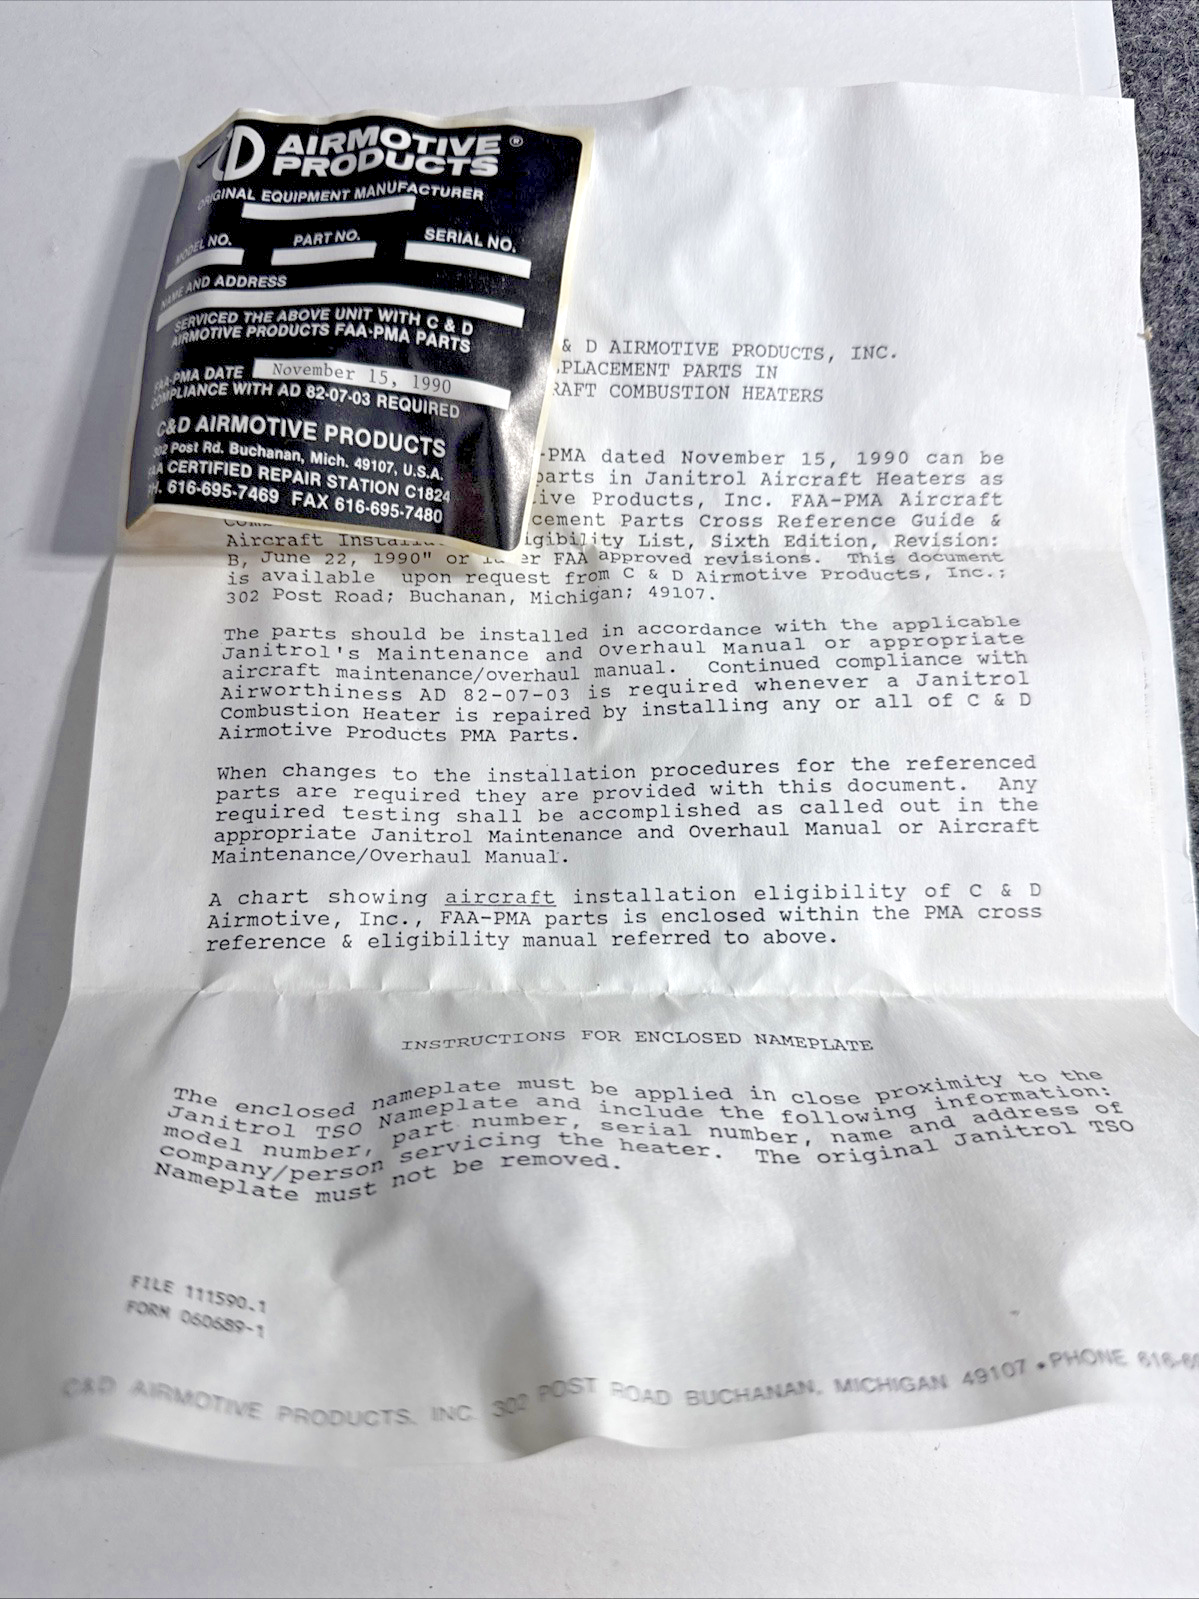 CD AIRMOTIVE ®
PRODUCTS
ORIGINAL EQUIPMENT MANUFACTURER
MODEL NO. PART NO. SERIAL NO.
NAME AND ADDRESS
SERVICED THE ABOVE UNIT WITH C & D
AIRMOTIVE PRODUCTS FAA-PMA PARTS
FAA-PMA DATE November 15, 1990
COMPLIANCE WITH AD 82-07-03 REQUIRED
C&D AIRMOTIVE PRODUCTS
302 Post Rd. Buchanan, Mich. 49107, U.S.A.
FAA CERTIFIED REPAIR STATION C1824
PH. 616-695-7469 FAX 616-695-7480
& D AIRMOTIVE PRODUCTS, INC.
PLACEMENT PARTS IN
RAFT COMBUSTION HEATERS
-PMA dated November 15, 1990 can be
parts in Janitrol Aircraft Heaters as
ive Products, Inc. FAA-PMA Aircraft
cement Parts Cross Reference Guide &
Aircraft igibility List, Sixth Edition, Revision:
B, June 22, 1990" or er FAA approved revisions. This document
is available upon request from C & D Airmotive Products, Inc.;
302 Post Road; Buchanan, Michigan; 49107.
The parts should be installed in accordance with the applicable
Janitrol's Maintenance and Overhaul Manual or appropriate
aircraft maintenance/overhaul manual. Continued compliance with
Airworthiness AD 82-07-03 is required whenever a Janitrol
Combustion Heater is repaired by installing any or all of C & D
Airmotive Products PMA Parts.
When changes to the installation procedures for the referenced
parts are required they are provided with this document. Any
required testing shall be accomplished as called out in the
appropriate Janitrol Maintenance and Overhaul Manual or Aircraft
Maintenance/Overhaul Manual.
A chart showing aircraft installation eligibility of C & D
Airmotive, Inc., FAA-PMA parts is enclosed within the PMA cross
reference & eligibility manual referred to above.
INSTRUCTIONS FOR ENCLOSED NAMEPLATE
The enclosed nameplate must be applied in close proximity to the
Janitrol TSO Nameplate and include the following information:
model number, part number, serial number, name and address of
company/person servicing the heater. The original Janitrol TSO
Nameplate must not be removed.
FILE 111590.1
FORM 060689-1
C&D AIRMOTIVE PRODUCTS, INC. 302 POST ROAD BUCHANAN, MICHIGAN 49107 • PHONE 616-